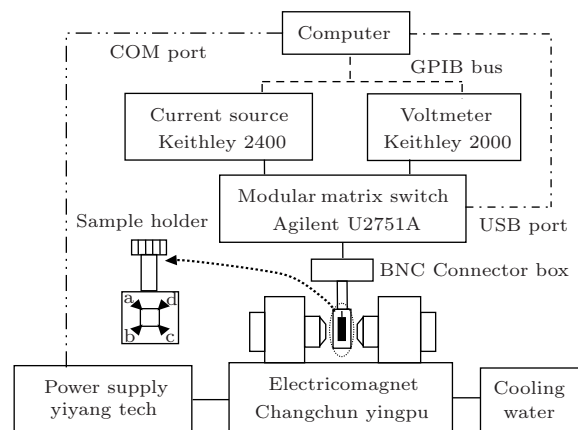 Computer
COM port
GPIB bus
Current source
Keithley 2400
Voltmeter
Keithley 2000
Modular matrix switch
Agilent U2751A
Sample holder
USB port
BNC Connector box
a
d
b
c
Power supply
yiyang tech
Electricomagnet
Changchun yingpu
Cooling
water